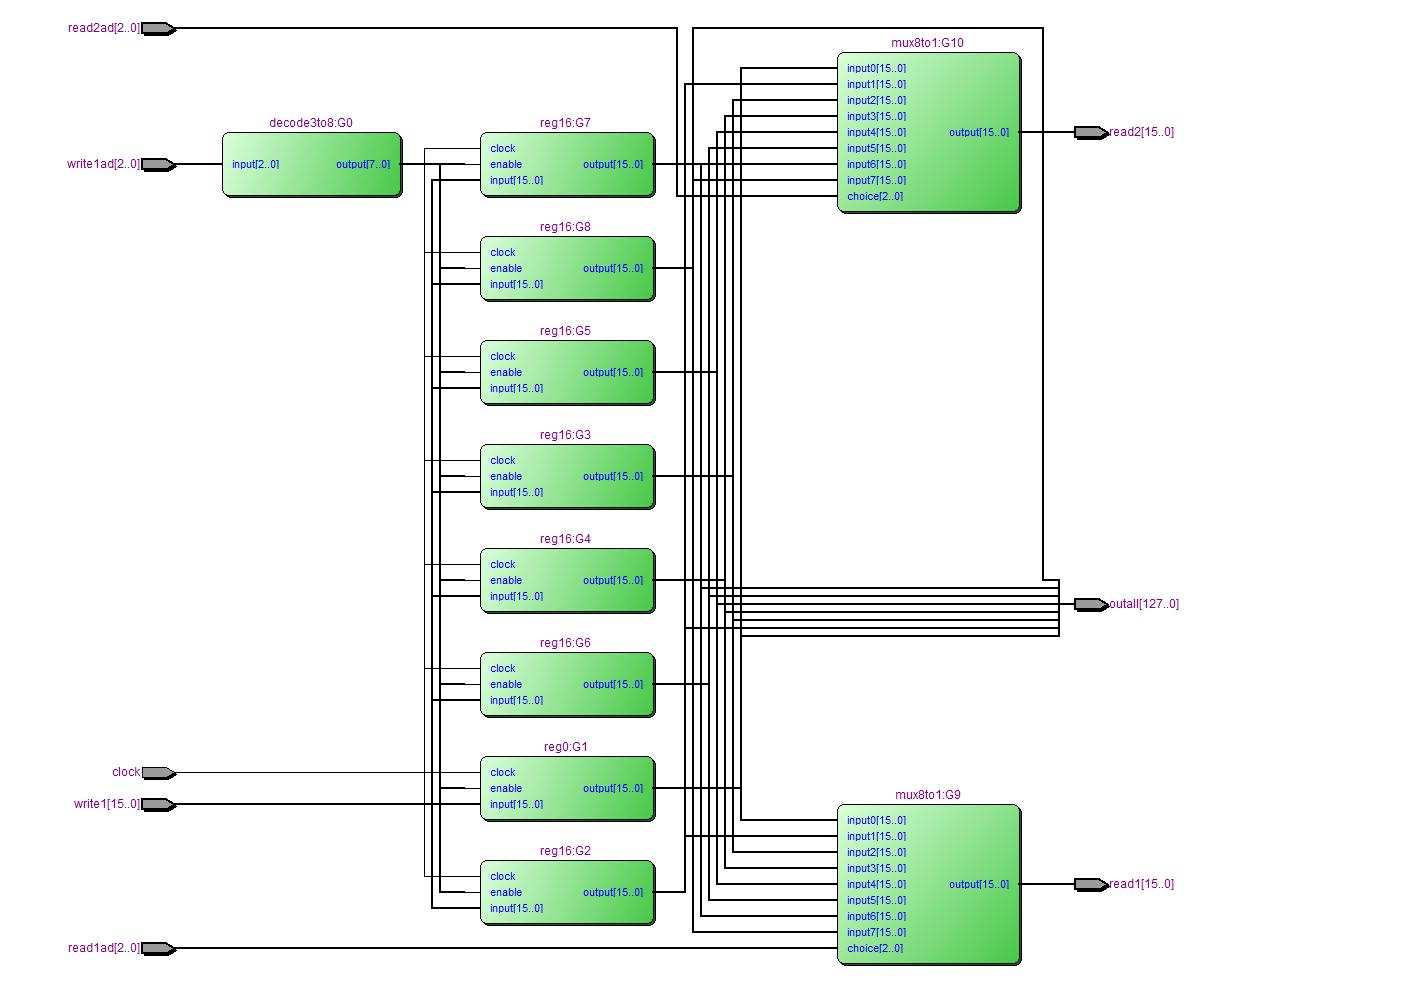 read2ad[2..0]
mux8to1:G10
input0[15..0]
input1[15..0]
input2[15..0]
input3[15..0]
input4[15..0]
input5[15..0]
input6[15..0]
input7[15..0]
choice[2..0]
output[15..0]
read2[15..0]
decode3to8:G0
write1ad[2..0]
input[2..0]
output[7..0]
reg16:G7
clock
enable
input[15..0]
output[15..0]
reg16:G8
clock
enable
input[15..0]
output[15..0]
reg16:G5
clock
enable
input[15..0]
output[15..0]
reg16:G3
clock
enable
input[15..0]
output[15..0]
reg16:G4
clock
enable
input[15..0]
output[15..0]
outall[127..0]
reg16:G6
clock
enable
input[15..0]
output[15..0]
reg0:G1
clock
write1[15..0]
clock
enable
input[15..0]
output[15..0]
reg16:G2
clock
enable
input[15..0]
output[15..0]
mux8to1:G9
input0[15..0]
input1[15..0]
input2[15..0]
input3[15..0]
input4[15..0]
input5[15..0]
input6[15..0]
input7[15..0]
choice[2..0]
output[15..0]
read1[15..0]
read1ad[2..0]